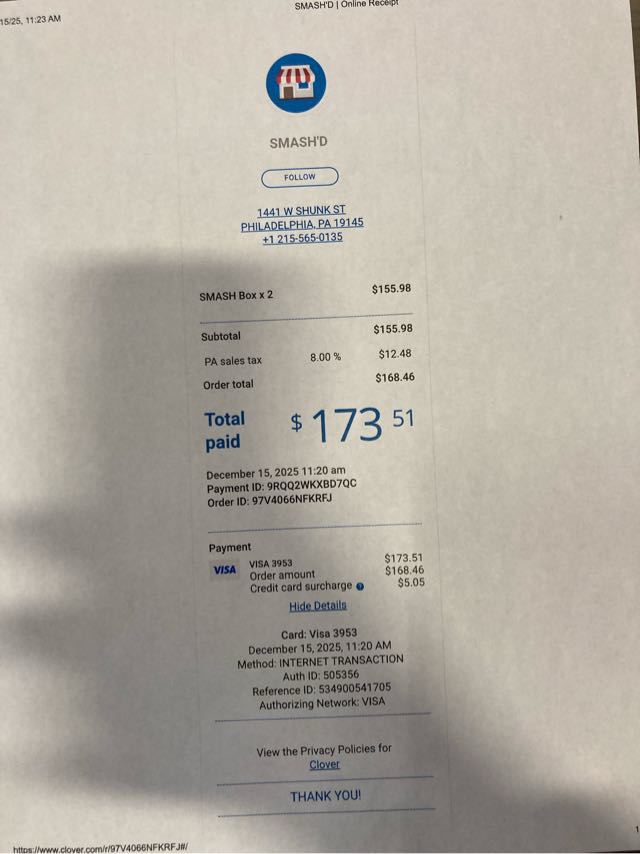 SMASH'D | Online Receipt
15/25, 11:23 AM
SMASH'D
FOLLOW
1441 W SHUNK ST
PHILADELPHIA, PA 19145
+1 215-565-0135
SMASH Box x 2 $155.98
Subtotal $155.98
PA sales tax 8.00 % $12.48
Order total $168.46
Total paid $ 173 51
December 15, 2025 11:20 am
Payment ID: 9RQQ2WKXBD7QC
Order ID: 97V4066NFKRFJ
Payment
VISA VISA 3953 $173.51
Order amount $168.46
Credit card surcharge ? $5.05
Hide Details
Card: Visa 3953
December 15, 2025, 11:20 AM
Method: INTERNET TRANSACTION
Auth ID: 505356
Reference ID: 534900541705
Authorizing Network: VISA
View the Privacy Policies for
Clover
THANK YOU!
https://www.clover.com/r/97V4066NFKRFJ#/
1